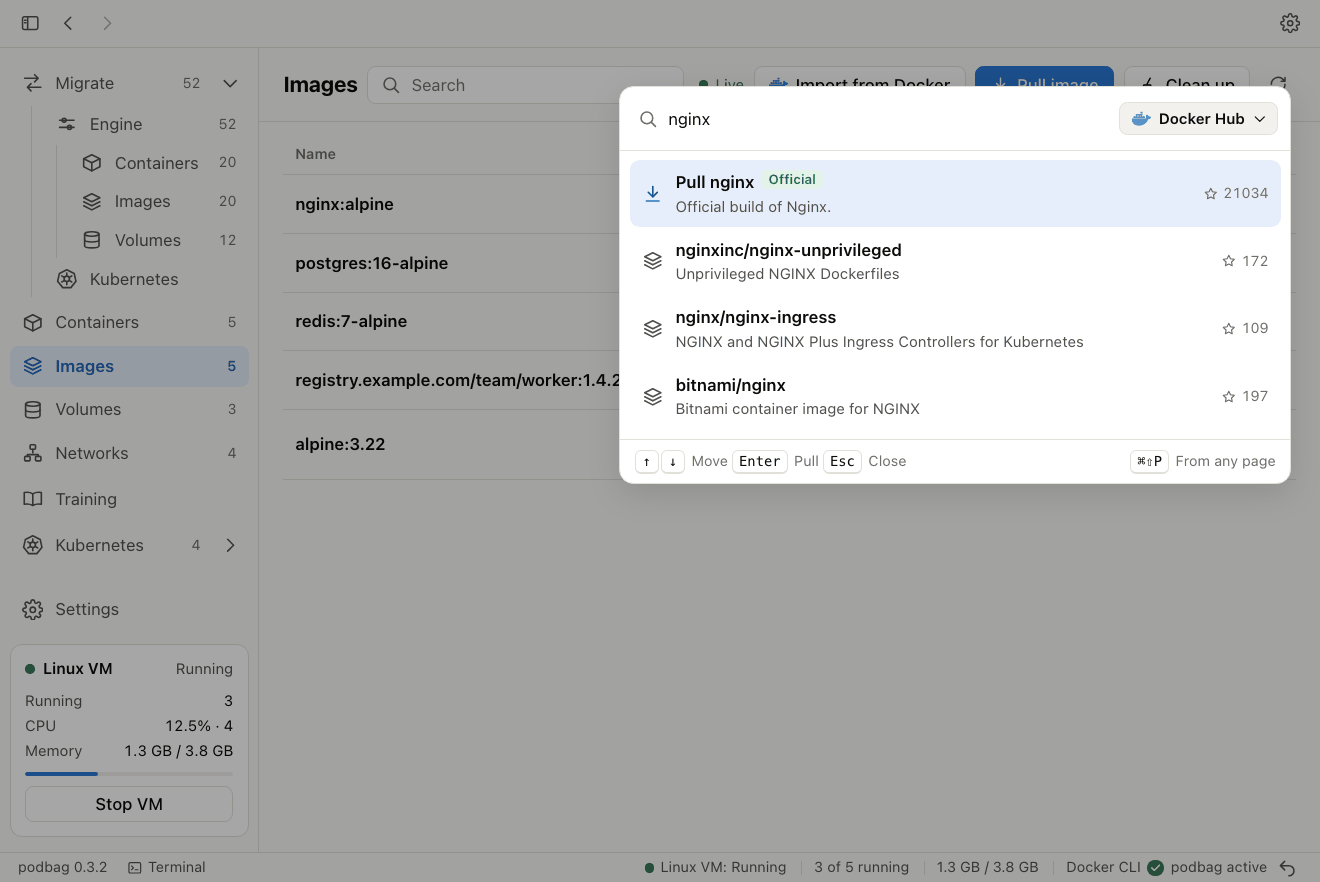 Migrate 52
Engine 52
Containers 20
Images 20
Volumes 12
Kubernetes
Containers 5
Images 5
Volumes 3
Networks 4
Training
Kubernetes 4
Settings
Linux VM Running
Running 3
CPU 12.5% · 4
Memory 1.3 GB / 3.8 GB
Stop VM
Images Search Live Import from Docker Pull image Clean up
Name
nginx:alpine
postgres:16-alpine
redis:7-alpine
registry.example.com/team/worker:1.4.2
alpine:3.22
nginx Docker Hub
Pull nginx Official
Official build of Nginx. 21034
nginxinc/nginx-unprivileged
Unprivileged NGINX Dockerfiles 172
nginx/nginx-ingress
NGINX and NGINX Plus Ingress Controllers for Kubernetes 109
bitnami/nginx
Bitnami container image for NGINX 197
↑ ↓ Move Enter Pull Esc Close ⌘⇧P From any page
podbag 0.3.2 Terminal Linux VM: Running 3 of 5 running 1.3 GB / 3.8 GB Docker CLI podbag active